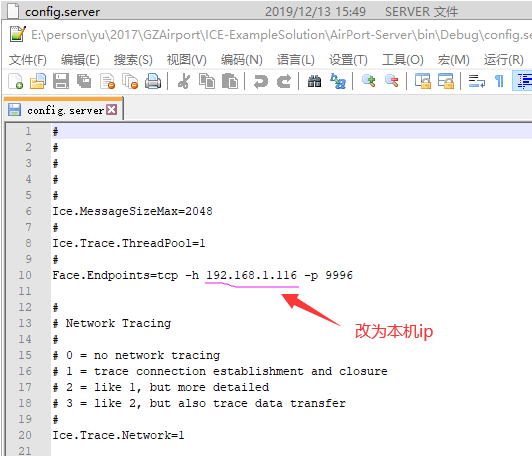 config.server 2019/12/13 15:49 SERVER 文件
E:\person\yu\2017\GZAirport\ICE-ExampleSolution\AirPort-Server\bin\Debug\config.se
文件(F) 编辑(E) 搜索(S) 视图(V) 编码(N) 语言(L) 设置(T) 工具(O) 宏(M) 运行(R)
config.server
1 #
2 #
3 #
4 #
5 #
6 Ice.MessageSizeMax=2048
7 #
8 Ice.Trace.ThreadPool=1
9 #
10 Face.Endpoints=tcp -h 192.168.1.116 -p 9996
11
12 #
改为本机ip
13 # Network Tracing
14 #
15 # 0 = no network tracing
16 # 1 = trace connection establishment and closure
17 # 2 = like 1, but more detailed
18 # 3 = like 2, but also trace data transfer
19 #
20 Ice.Trace.Network=1
21